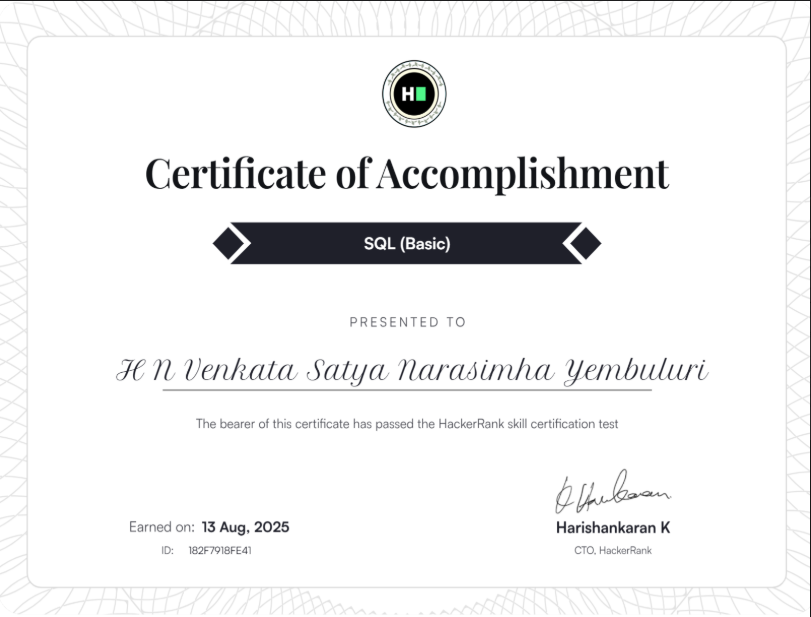 H
Certificate of Accomplishment
SQL (Basic)
PRESENTED TO
H N Venkata Satya Narasimha Yembuluri
The bearer of this certificate has passed the HackerRank skill certification test
Earned on: 13 Aug, 2025
ID: 182F7918FE41
Harishankaran K
CTO, HackerRank